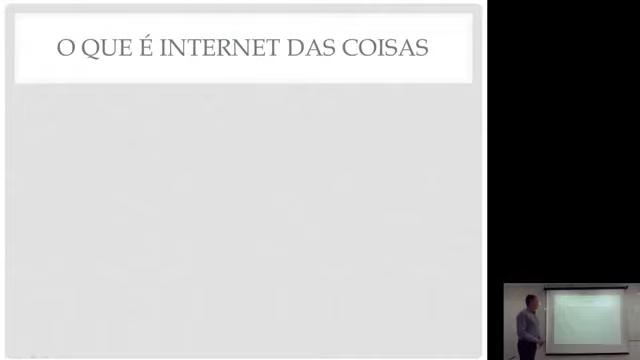 O QUE É INTERNET DAS COISAS